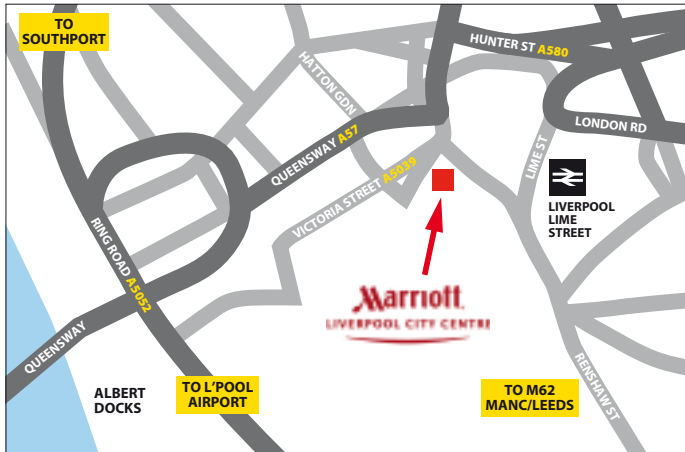 TO
SOUTHPORT
HUNTER ST A580
HATTON GDN
LONDON RD
QUEENSWAY A57
LIME ST
VICTORIA STREET A5039
LIVERPOOL
LIME
STREET
RING ROAD A5052
Marriott
LIVERPOOL CITY CENTRE
QUEENSWAY
RENSHAW ST
ALBERT
DOCKS
TO L'POOL
AIRPORT
TO M62
MANC/LEEDS